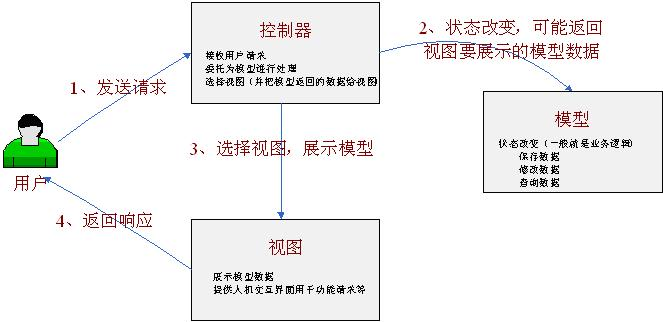 控制器
接收用户请求
委托为模型进行处理
选择视图（并把模型返回的数据给视图）
2、状态改变，可能返回
视图要展示的模型数据
1、发送请求
模型
状态改变（一般就是业务逻辑）
保存数据
修改数据
查询数据
3、选择视图，展示模型
用户
4、返回响应
视图
展示模型数据
提供人机交互界面用于功能请求等